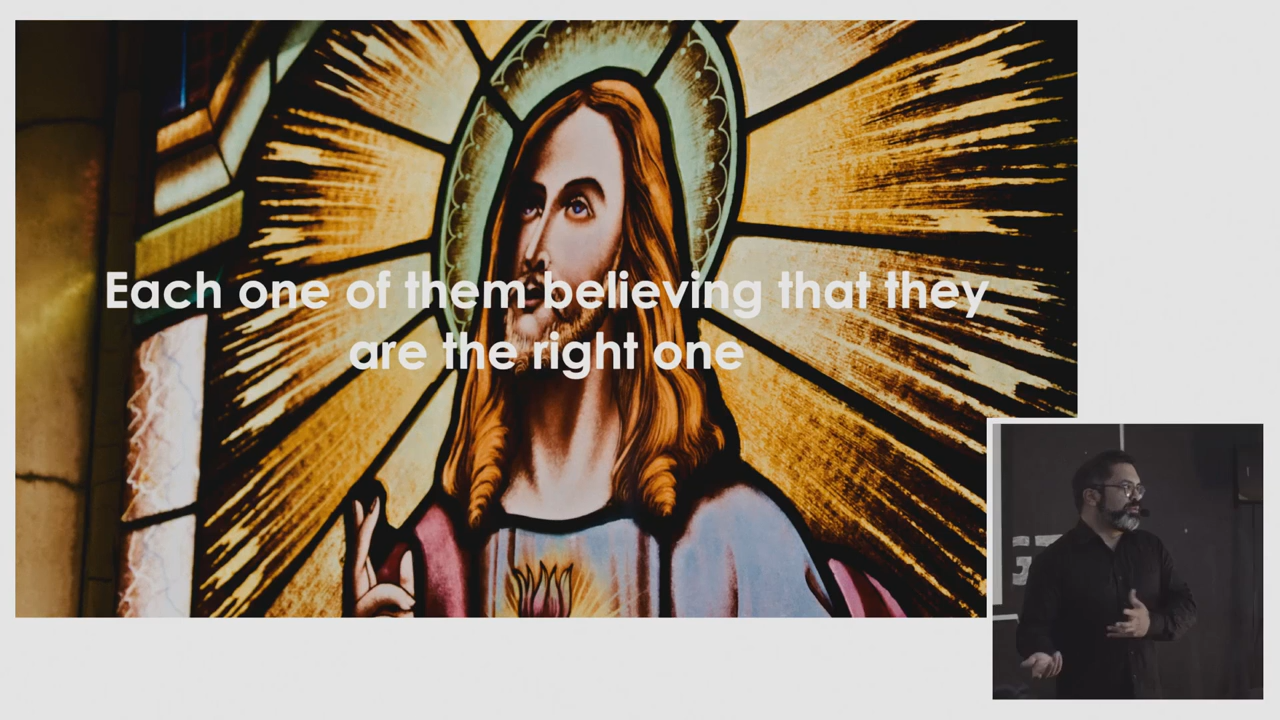 Each one of them believing that they
are the right one